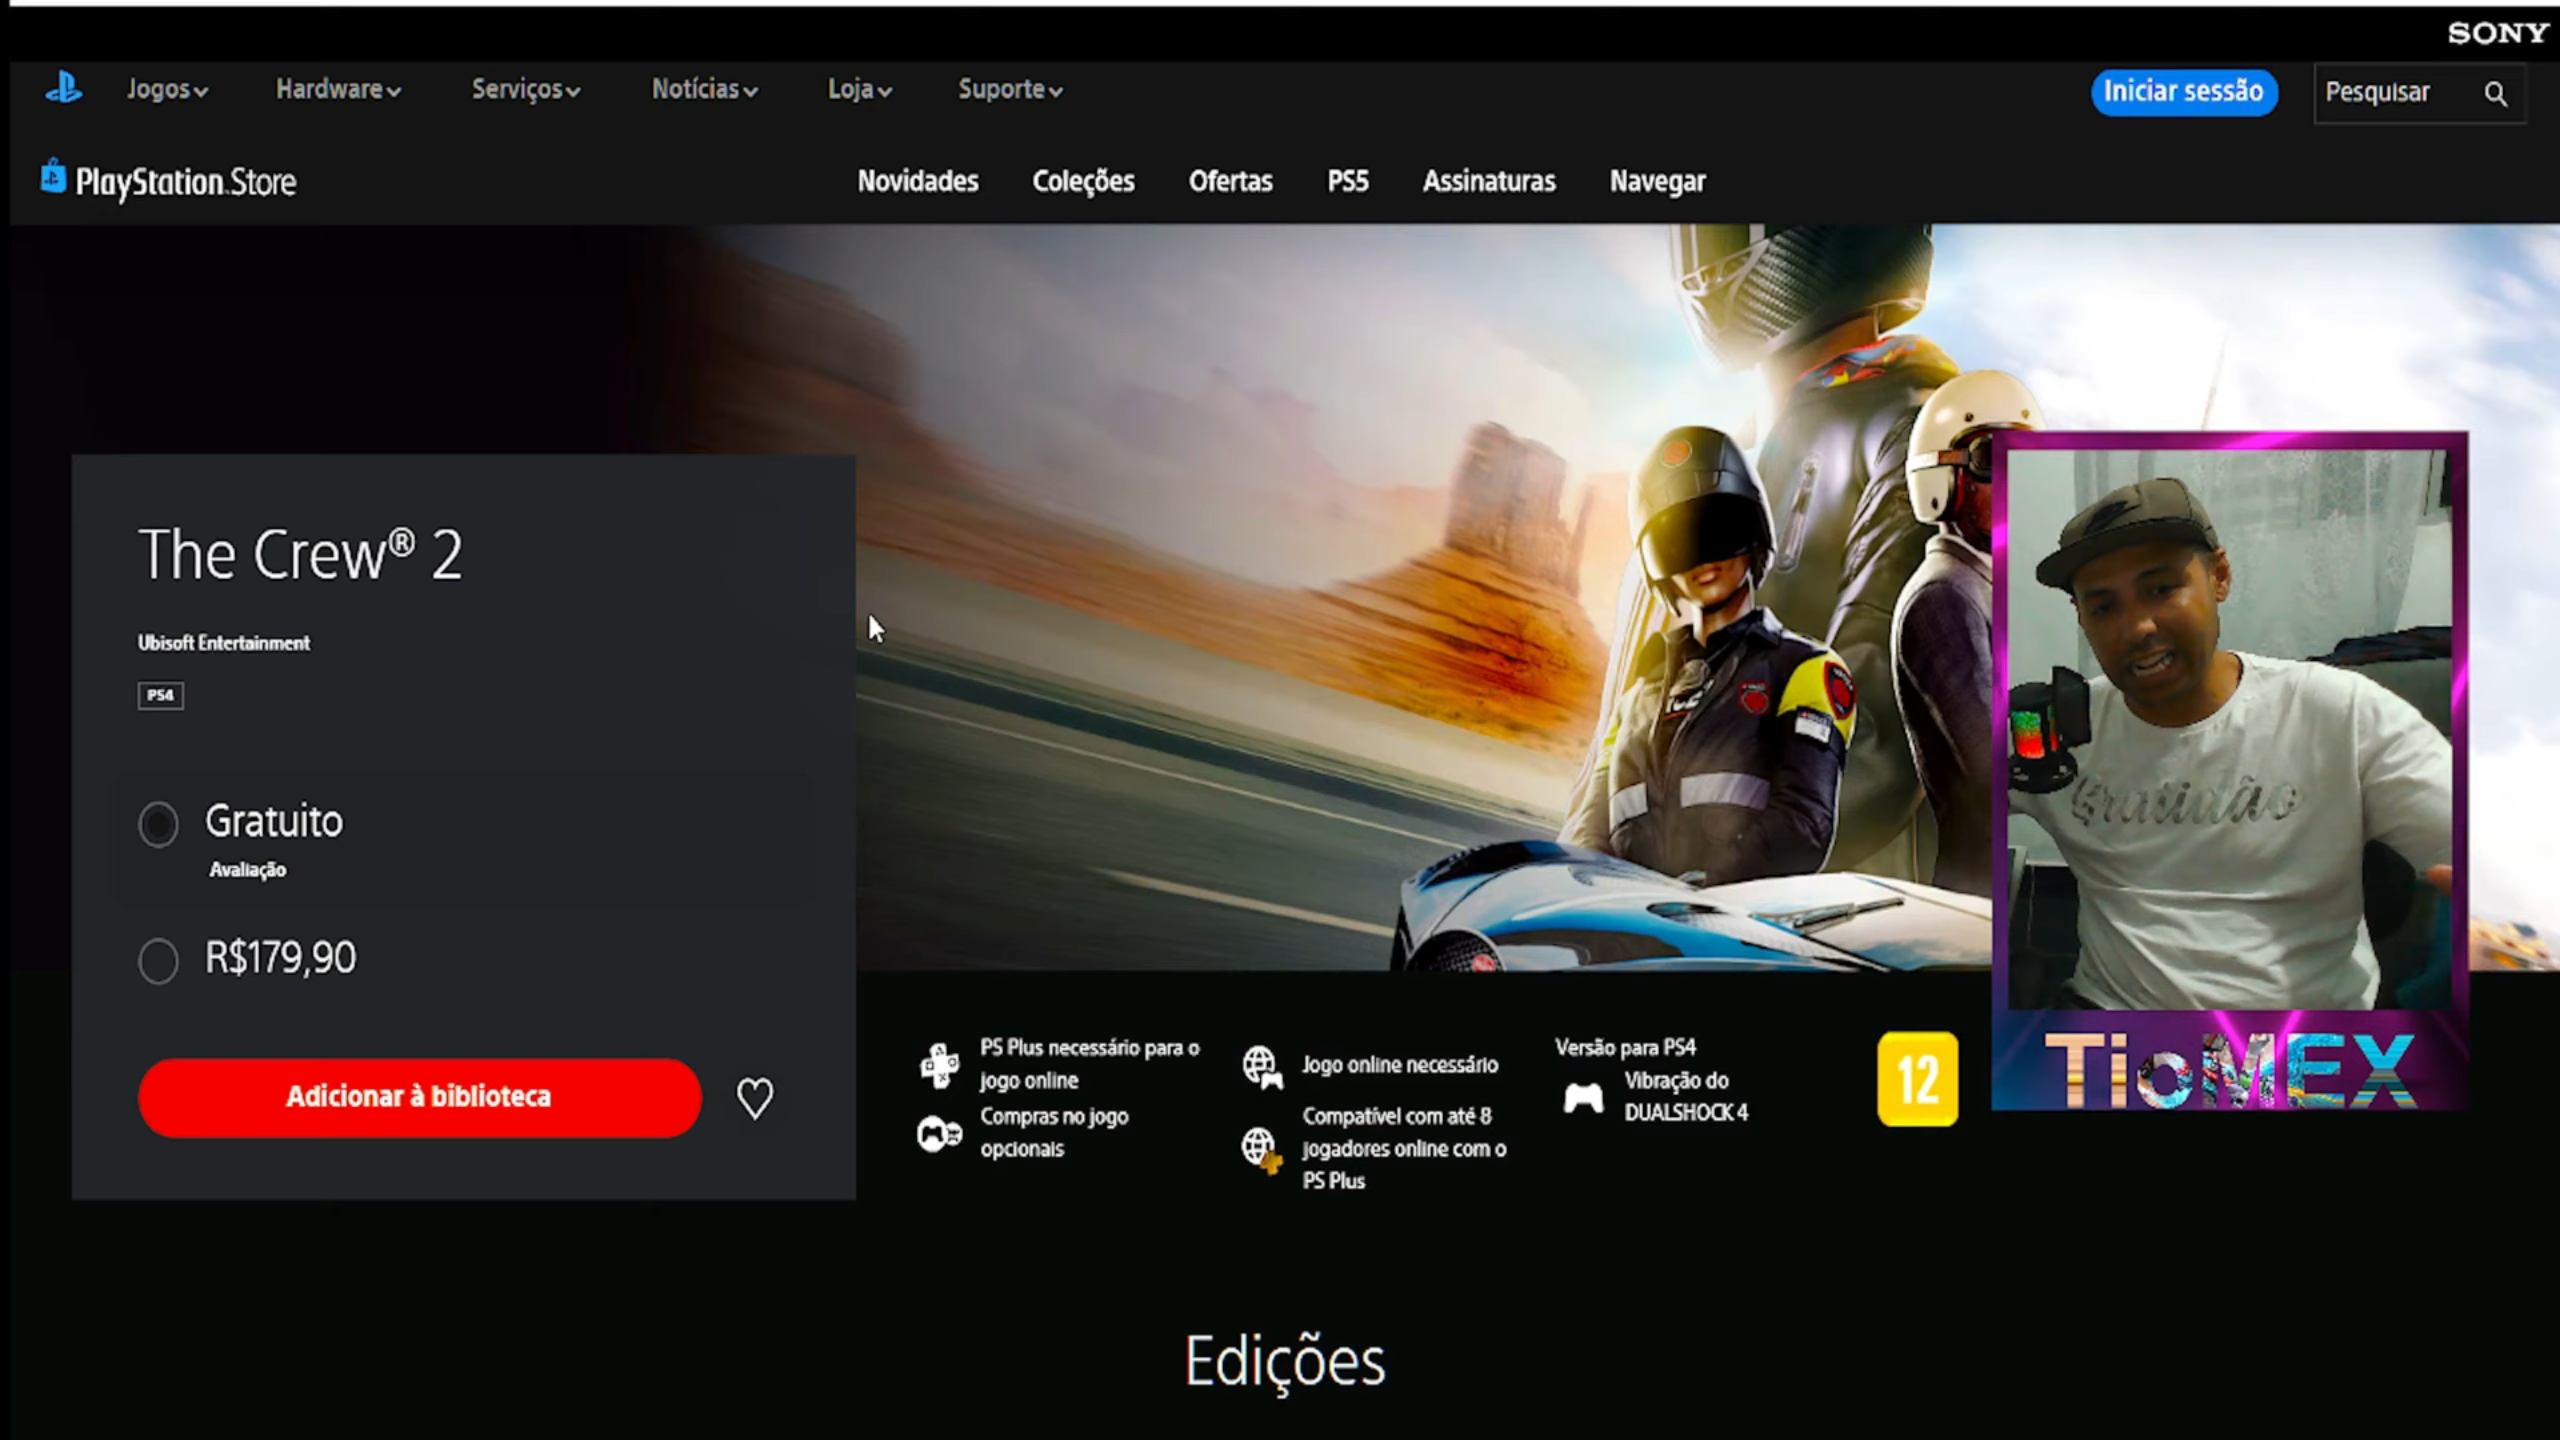 SONY
Jogos
Hardware
Serviços
Notícias
Loja
Suporte
Iniciar sessão
Pesquisar
PlayStation.Store
Novidades
Coleções
Ofertas
PS5
Assinaturas
Navegar
The Crew® 2
Ubisoft Entertainment
PS4
Gratuito
Avaliação
R$179,90
Adicionar à biblioteca
PS Plus necessário para o
jogo online
Compras no jogo
opcionais
Jogo online necessário
Compatível com até 8
jogadores online com o
PS Plus
Versão para PS4
Vibração do
DUALSHOCK 4
12
Gratidão
TioMEX
Edições